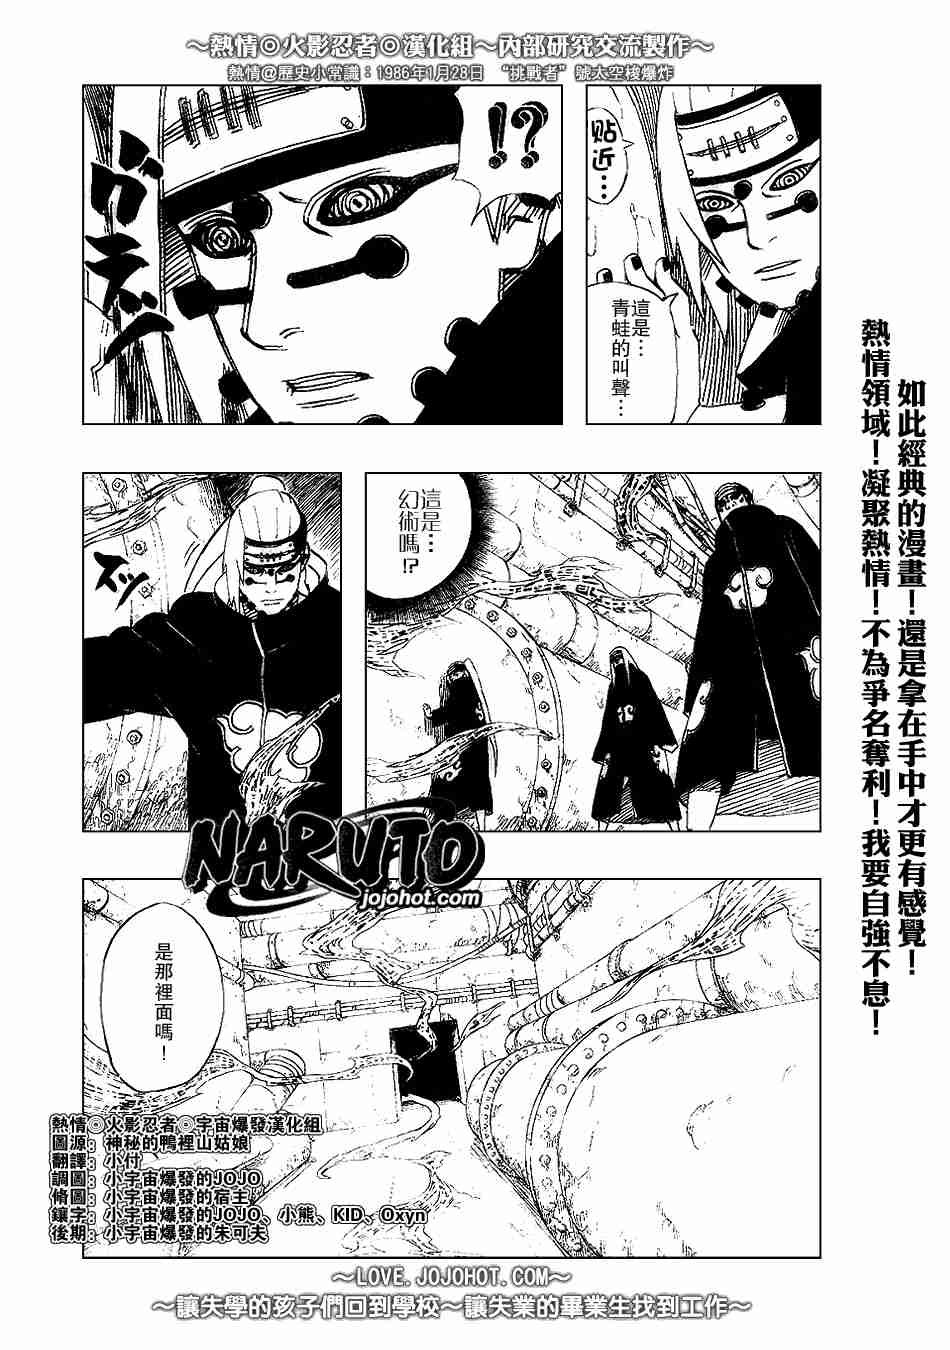 ～熱情◎火影忍者◎漢化組～內部研究交流製作～
熱情@歷史小常識：1986年1月28日 “挑戰者”號太空梭爆炸
貼近…
這是…
青蛙的叫聲…
!?
グラァ
這是…
幻術嗎!?
スッ
NARUTO
jojohot.com
是那裡面嗎！
如此經典的漫畫！還是拿在手中才更有感覺！
熱情領域！凝聚熱情！不為爭名奪利！我要自強不息！
熱情◎火影忍者◎宇宙爆發漢化組
圖源：神秘的鴨裡山姑娘
翻譯：小付
調圖：小宇宙爆發的JOJO
脩圖：小宇宙爆發的宿主
鑲字：小宇宙爆發的JOJO、小熊、KID、Oxyn
後期：小宇宙爆發的朱可夫
～LOVE.JOJOHOT.COM～
～讓失學的孩子們回到學校～讓失業的畢業生找到工作～